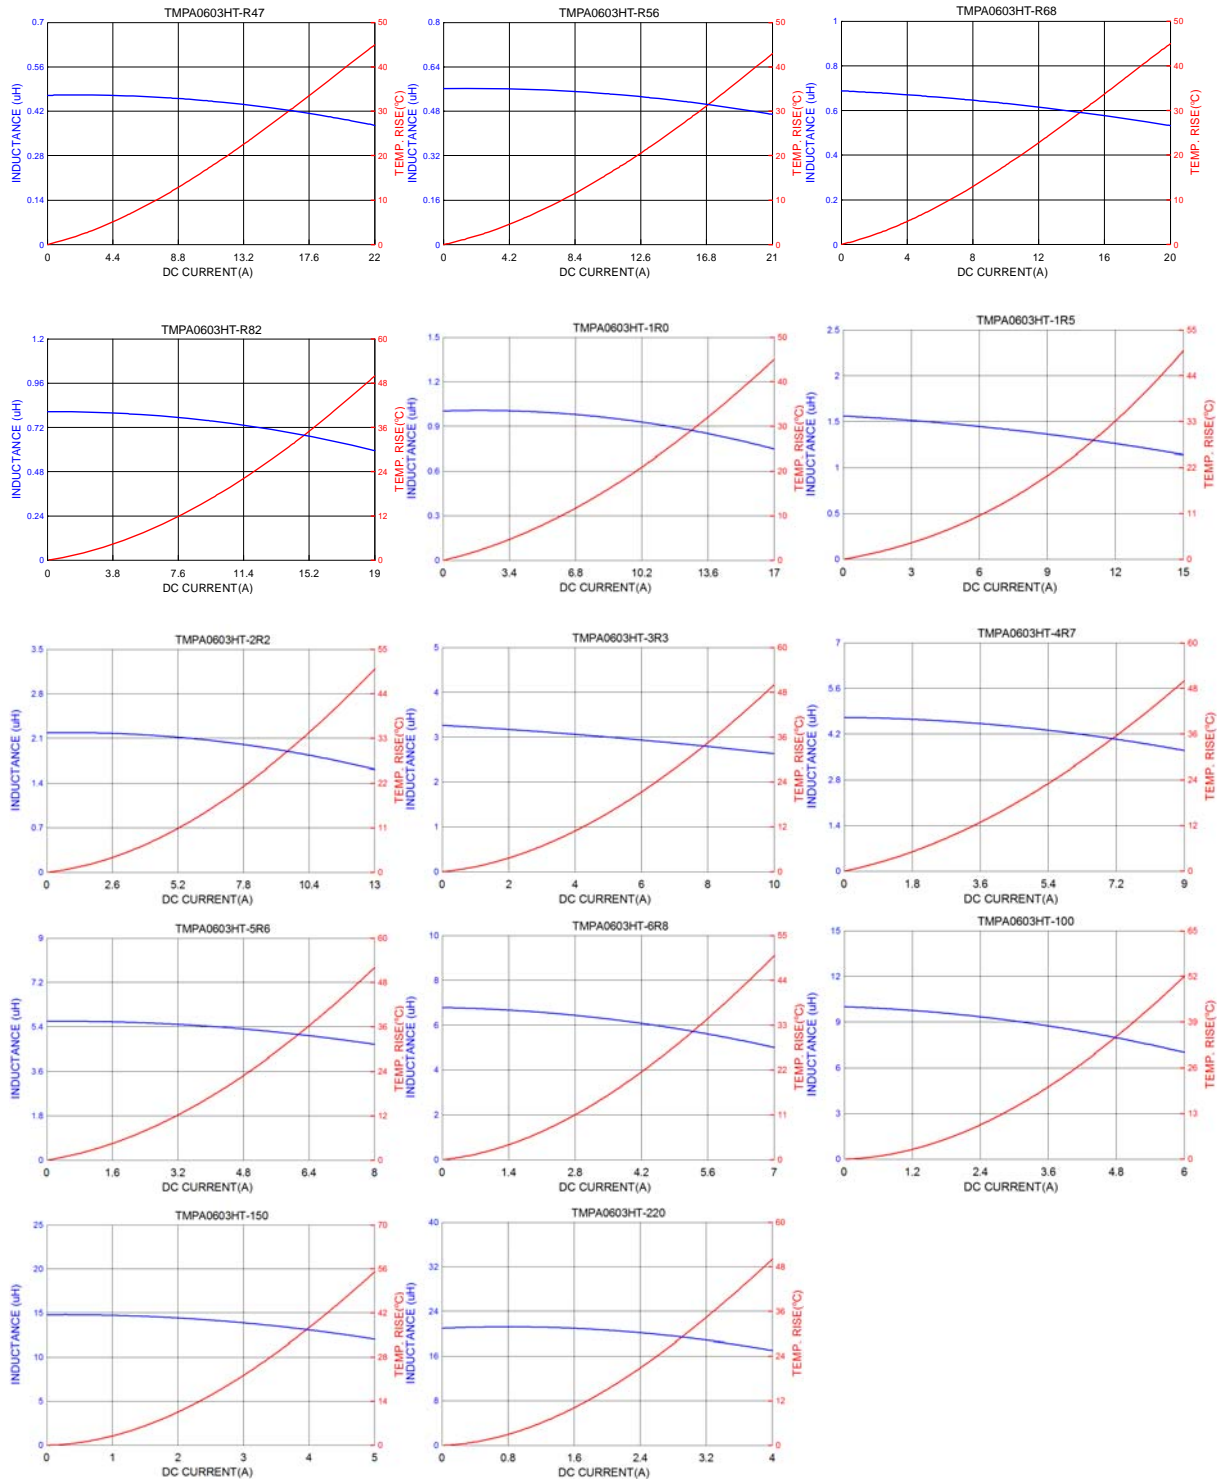 TMPA0603HT-R47
0.7
0.56
0.42
0.28
0.14
0
50
40
30
20
10
0
0 4.4 8.8 13.2 17.6 22
DC CURRENT(A)
INDUCTANCE (uH)
TEMP. RISE(°C)
TMPA0603HT-R56
0.8
0.64
0.48
0.32
0.16
0
50
40
30
20
10
0
0 4.2 8.4 12.6 16.8 21
DC CURRENT(A)
INDUCTANCE (uH)
TEMP. RISE(°C)
TMPA0603HT-R68
1
0.8
0.6
0.4
0.2
0
50
40
30
20
10
0
0 4 8 12 16 20
DC CURRENT(A)
INDUCTANCE (uH)
TEMP. RISE(°C)
TMPA0603HT-R82
1.2
0.96
0.72
0.48
0.24
0
60
48
36
24
12
0
0 3.8 7.6 11.4 15.2 19
DC CURRENT(A)
INDUCTANCE (uH)
TEMP. RISE(°C)
TMPA0603HT-1R0
1.5
1.2
0.9
0.6
0.3
0
50
40
30
20
10
0
0 3.4 6.8 10.2 13.6 17
DC CURRENT(A)
INDUCTANCE (uH)
TEMP. RISE(°C)
TMPA0603HT-1R5
2.5
2
1.5
1
0.5
0
55
44
33
22
11
0
0 3 6 9 12 15
DC CURRENT(A)
INDUCTANCE (uH)
TEMP. RISE(°C)
TMPA0603HT-2R2
3.5
2.8
2.1
1.4
0.7
0
55
44
33
22
11
0
0 2.6 5.2 7.8 10.4 13
DC CURRENT(A)
INDUCTANCE (uH)
TEMP. RISE(°C)
TMPA0603HT-3R3
5
4
3
2
1
0
60
48
36
24
12
0
0 2 4 6 8 10
DC CURRENT(A)
INDUCTANCE (uH)
TEMP. RISE(°C)
TMPA0603HT-4R7
7
5.6
4.2
2.8
1.4
0
60
48
36
24
12
0
0 1.8 3.6 5.4 7.2 9
DC CURRENT(A)
INDUCTANCE (uH)
TEMP. RISE(°C)
TMPA0603HT-5R6
9
7.2
5.4
3.6
1.8
0
60
48
36
24
12
0
0 1.6 3.2 4.8 6.4 8
DC CURRENT(A)
INDUCTANCE (uH)
TEMP. RISE(°C)
TMPA0603HT-6R8
10
8
6
4
2
0
55
44
33
22
11
0
0 1.4 2.8 4.2 5.6 7
DC CURRENT(A)
INDUCTANCE (uH)
TEMP. RISE(°C)
TMPA0603HT-100
15
12
9
6
3
0
65
52
39
26
13
0
0 1.2 2.4 3.6 4.8 6
DC CURRENT(A)
INDUCTANCE (uH)
TEMP. RISE(°C)
TMPA0603HT-150
25
20
15
10
5
0
70
56
42
28
14
0
0 1 2 3 4 5
DC CURRENT(A)
INDUCTANCE (uH)
TEMP. RISE(°C)
TMPA0603HT-220
40
32
24
16
8
0
60
48
36
24
12
0
0 0.8 1.6 2.4 3.2 4
DC CURRENT(A)
INDUCTANCE (uH)
TEMP. RISE(°C)